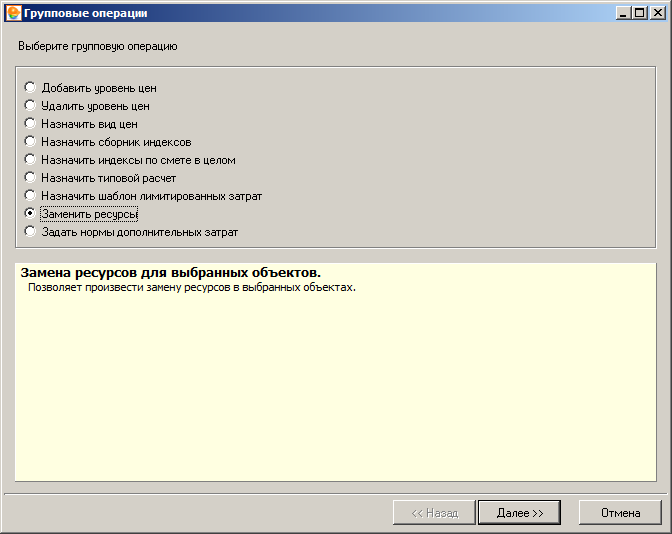 Групповые операции
Выберите групповую операцию
Добавить уровень цен
Удалить уровень цен
Назначить вид цен
Назначить сборник индексов
Назначить индексы по смете в целом
Назначить типовой расчет
Назначить шаблон лимитированных затрат
Заменить ресурсы
Задать нормы дополнительных затрат
Замена ресурсов для выбранных объектов.
Позволяет произвести замену ресурсов в выбранных объектах.
<< Назад
Далее >>
Отмена